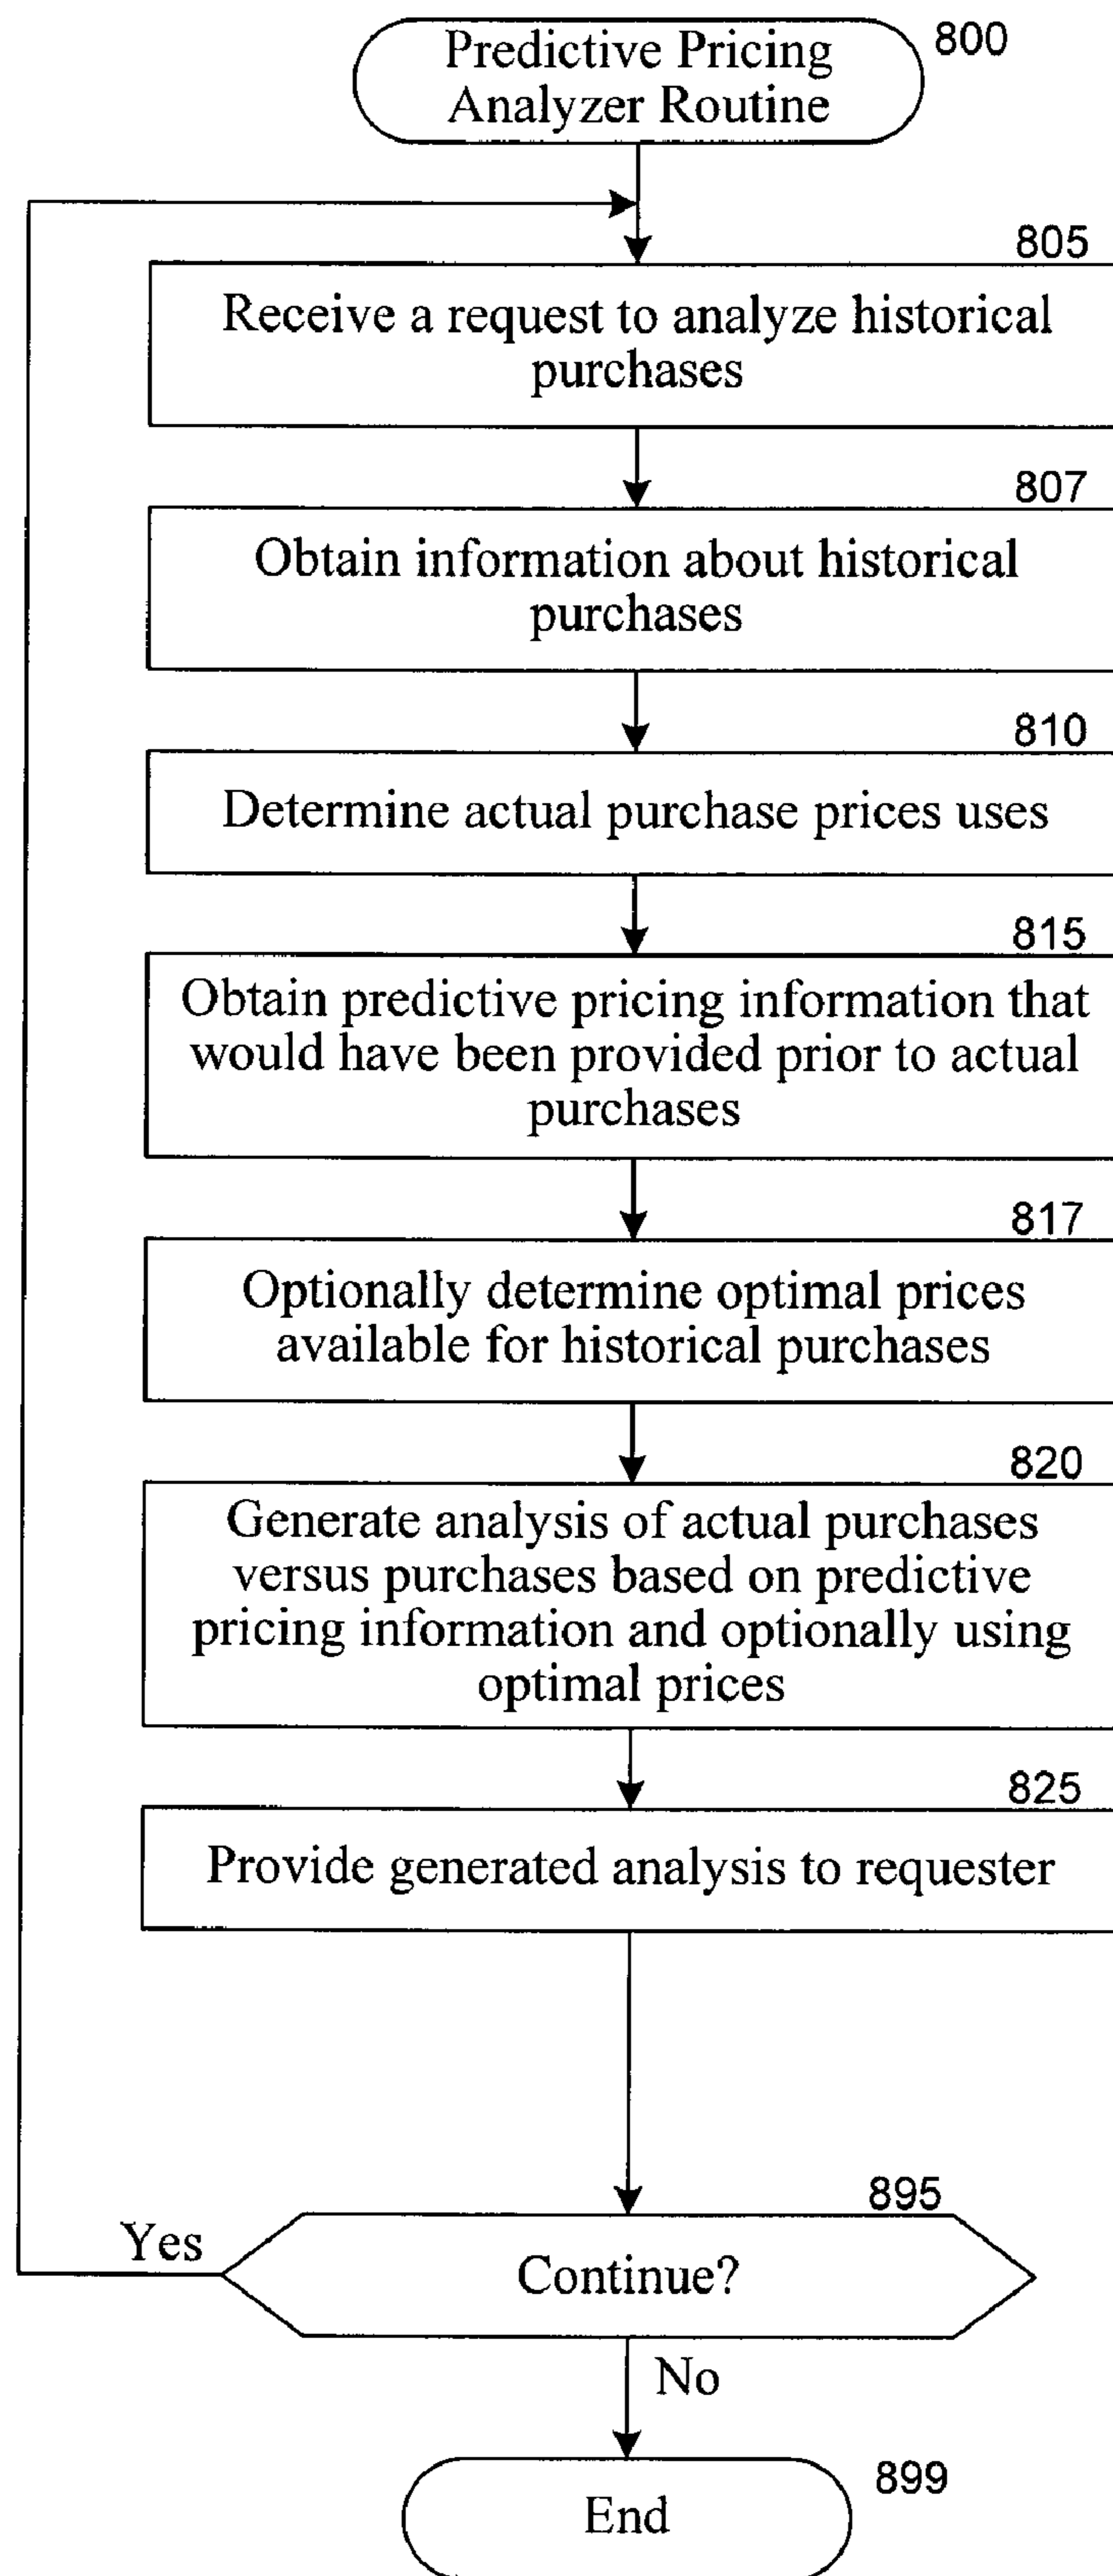 Predictive Pricing
Analyzer Routine
800
805
Receive a request to analyze historical
purchases
807
Obtain information about historical
purchases
810
Determine actual purchase prices uses
815
Obtain predictive pricing information that
would have been provided prior to actual
purchases
817
Optionally determine optimal prices
available for historical purchases
820
Generate analysis of actual purchases
versus purchases based on predictive
pricing information and optionally using
optimal prices
825
Provide generated analysis to requester
895
Yes
Continue?
No
899
End